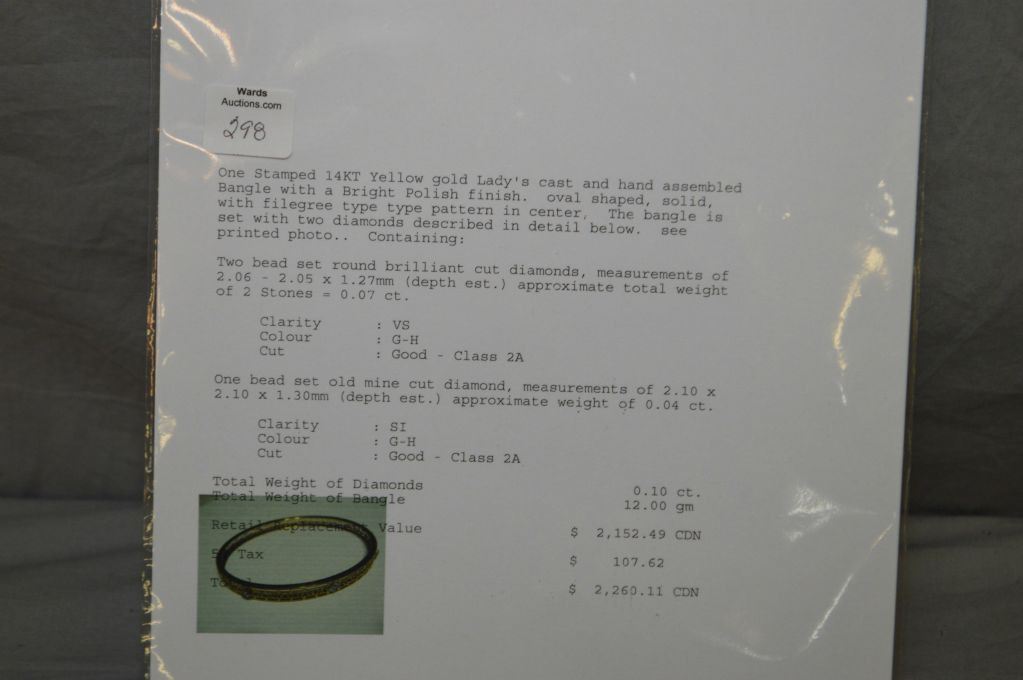 Wards
Auctions.com
298
One Stamped 14KT Yellow gold Lady's cast and hand assembled
Bangle with a Bright Polish finish. oval shaped, solid,
with filegree type type pattern in center, The bangle is
set with two diamonds described in detail below. see
printed photo.. Containing:
Two bead set round brilliant cut diamonds, measurements of
2.06 - 2.05 x 1.27mm (depth est.) approximate total weight
of 2 Stones = 0.07 ct.
Clarity : VS
Colour : G-H
Cut : Good - Class 2A
One bead set old mine cut diamond, measurements of 2.10 x
2.10 x 1.30mm (depth est.) approximate weight of 0.04 ct.
Clarity : SI
Colour : G-H
Cut : Good - Class 2A
Total Weight of Diamonds 0.10 ct.
Total Weight of Bangle 12.00 gm
Retail Replacement Value $ 2,152.49 CDN
Tax $ 107.62
$ 2,260.11 CDN